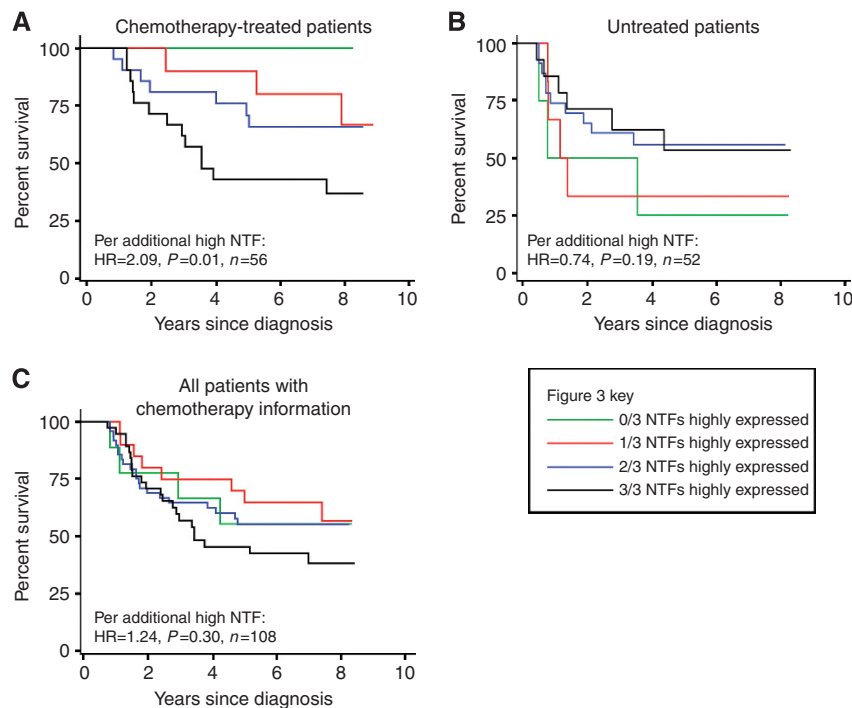 A
Chemotherapy-treated patients
100
75
50
25
0
Percent survival
Per additional high NTF:
HR=2.09, P=0.01, n=56
0 2 4 6 8 10
Years since diagnosis
B
Untreated patients
100
75
50
25
0
Percent survival
Per additional high NTF:
HR=0.74, P=0.19, n=52
0 2 4 6 8 10
Years since diagnosis
C
All patients with
chemotherapy information
100
75
50
25
0
Percent survival
Per additional high NTF:
HR=1.24, P=0.30, n=108
0 2 4 6 8 10
Years since diagnosis
Figure 3 key
0/3 NTFs highly expressed
1/3 NTFs highly expressed
2/3 NTFs highly expressed
3/3 NTFs highly expressed